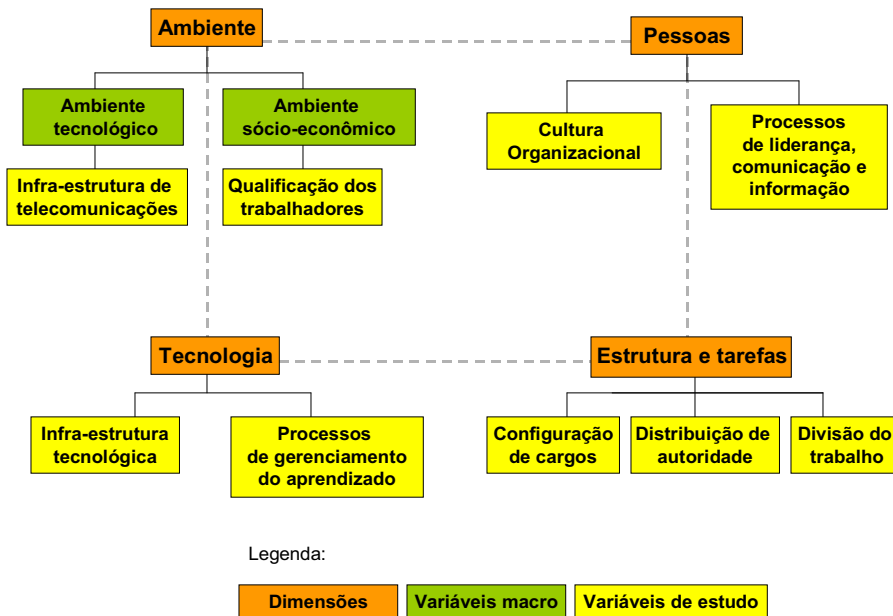 Ambiente
Pessoas
Ambiente
tecnológico
Ambiente
sócio-econômico
Cultura
Organizacional
Processos
de liderança,
comunicação e
informação
Infra-estrutura de
telecomunicações
Qualificação dos
trabalhadores
Tecnologia
Estrutura e tarefas
Infra-estrutura
tecnológica
Processos
de gerenciamento
do aprendizado
Configuração
de cargos
Distribuição de
autoridade
Divisão do
trabalho
Legenda:
Dimensões
Variáveis macro
Variáveis de estudo